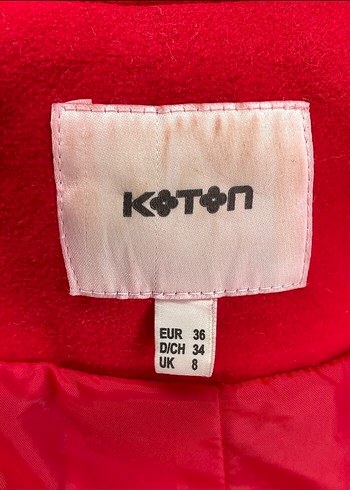 KOTON
EUR 36
D/CH 34
UK 8